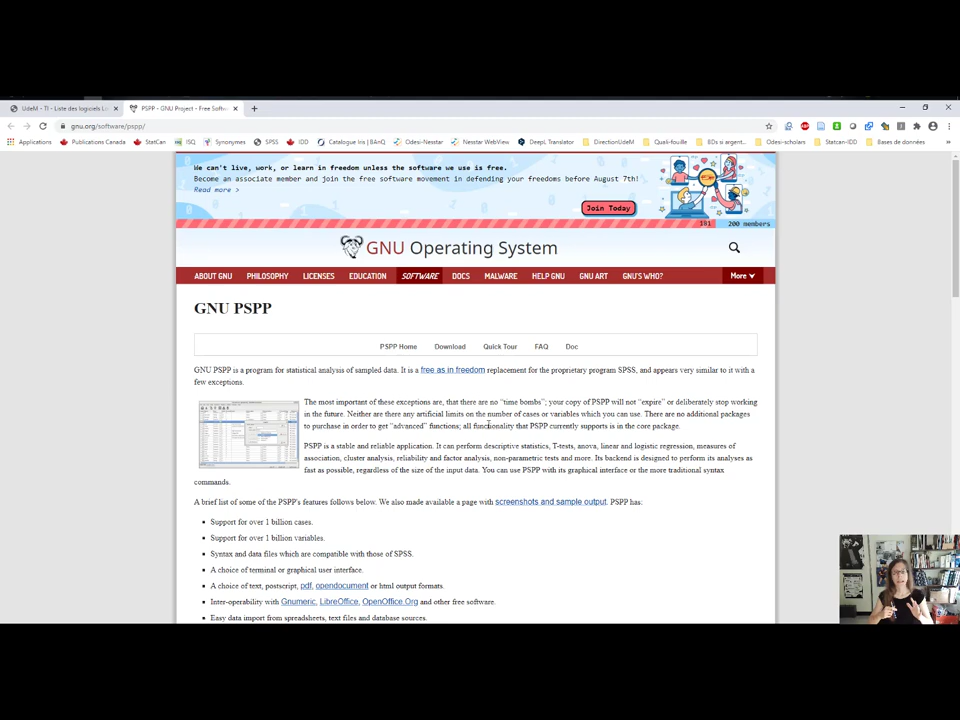 UdeM - TI - Liste des logiciels Li
PSPP - GNU Project - Free Softw
gnu.org/software/pspp/
Applications
Publications Canada
StatCan
ISQ
Synonymes
SPSS
IDD
Catalogue Iris | BAnQ
Odesi-Nesstar
Nesstar WebView
DeepL Translator
DirectionUdeM
Quali-fouille
BDs si argent...
Odesi-scholars
Statcan-IDD
Bases de données
We can't live, work, or learn in freedom unless the software we use is free.
Become an associate member and join the free software movement in defending your freedoms before August 7th!
Read more >
Join Today
181
200 members
GNU Operating System
ABOUT GNU
PHILOSOPHY
LICENSES
EDUCATION
SOFTWARE
DOCS
MALWARE
HELP GNU
GNU ART
GNU'S WHO?
More
GNU PSPP
PSPP Home
Download
Quick Tour
FAQ
Doc
GNU PSPP is a program for statistical analysis of sampled data. It is a free as in freedom replacement for the proprietary program SPSS, and appears very similar to it with a
few exceptions.
The most important of these exceptions are, that there are no “time bombs”; your copy of PSPP will not “expire” or deliberately stop working
in the future. Neither are there any artificial limits on the number of cases or variables which you can use. There are no additional packages
to purchase in order to get “advanced” functions; all functionality that PSPP currently supports is in the core package.
PSPP is a stable and reliable application. It can perform descriptive statistics, T-tests, anova, linear and logistic regression, measures of
association, cluster analysis, reliability and factor analysis, non-parametric tests and more. Its backend is designed to perform its analyses as
fast as possible, regardless of the size of the input data. You can use PSPP with its graphical interface or the more traditional syntax
commands.
A brief list of some of the PSPP's features follows below. We also made available a page with screenshots and sample output. PSPP has:
Support for over 1 billion cases.
Support for over 1 billion variables.
Syntax and data files which are compatible with those of SPSS.
A choice of terminal or graphical user interface.
A choice of text, postscript, pdf, opendocument or html output formats.
Inter-operability with Gnumeric, LibreOffice, OpenOffice.Org and other free software.
Easy data import from spreadsheets, text files and database sources.